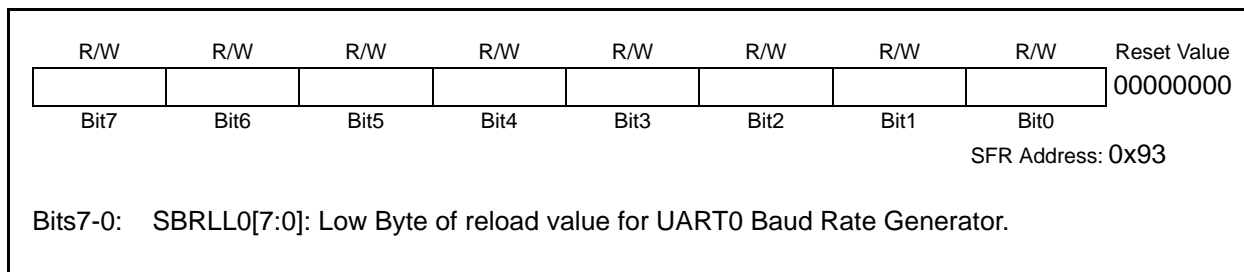 R/W R/W R/W R/W R/W R/W R/W R/W Reset Value
00000000
Bit7 Bit6 Bit5 Bit4 Bit3 Bit2 Bit1 Bit0
SFR Address: 0x93
Bits7-0: SBRLL0[7:0]: Low Byte of reload value for UART0 Baud Rate Generator.